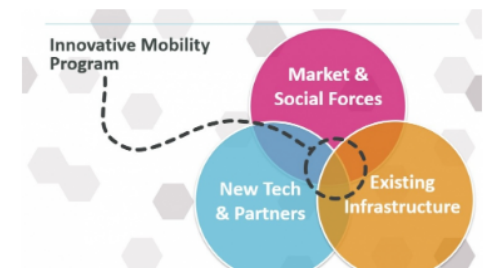 Innovative Mobility
Program
Market &
Social Forces
New Tech
& Partners
Existing
Infrastructure